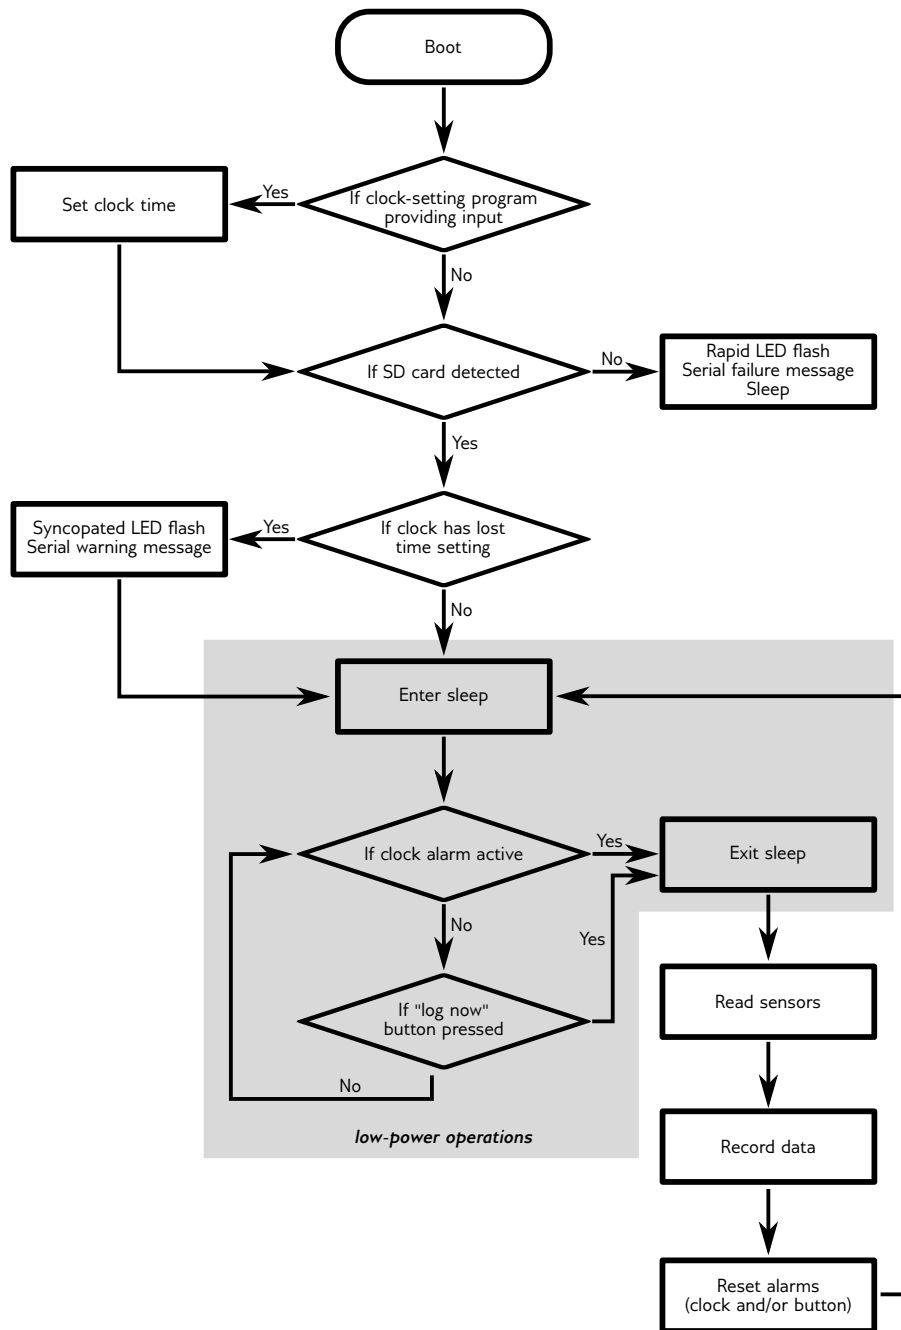 Boot
If clock-setting program
providing input
Yes
Set clock time
No
If SD card detected
No
Rapid LED flash
Serial failure message
Sleep
Yes
If clock has lost
time setting
Yes
Syncopated LED flash
Serial warning message
No
Enter sleep
If clock alarm active
Yes
Exit sleep
No
Yes
If "log now"
button pressed
No
low-power operations
Read sensors
Record data
Reset alarms
(clock and/or button)